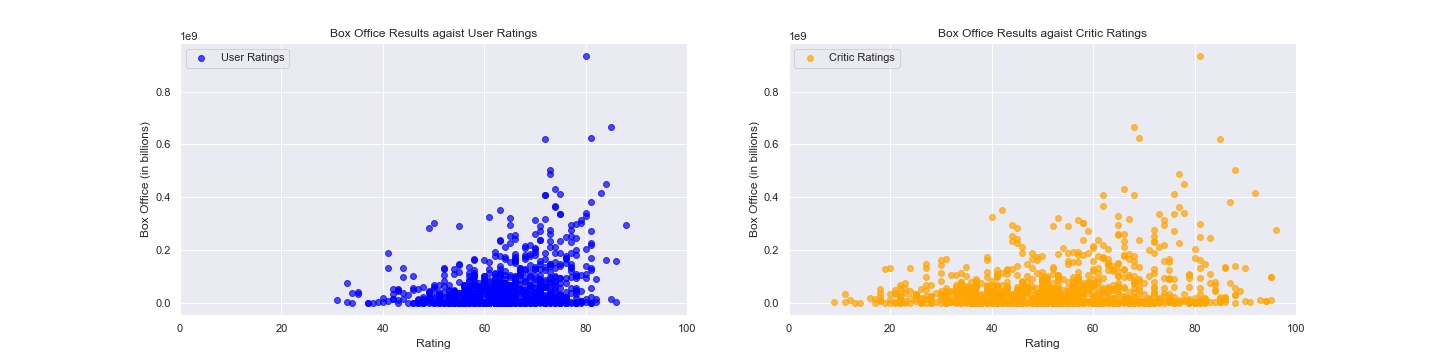 Box Office Results agaist User Ratings
1e9
User Ratings
0.8
0.6
0.4
0.2
0.0
Box Office (in billions)
0 20 40 60 80 100
Rating
Box Office Results agaist Critic Ratings
1e9
Critic Ratings
0.8
0.6
0.4
0.2
0.0
Box Office (in billions)
0 20 40 60 80 100
Rating